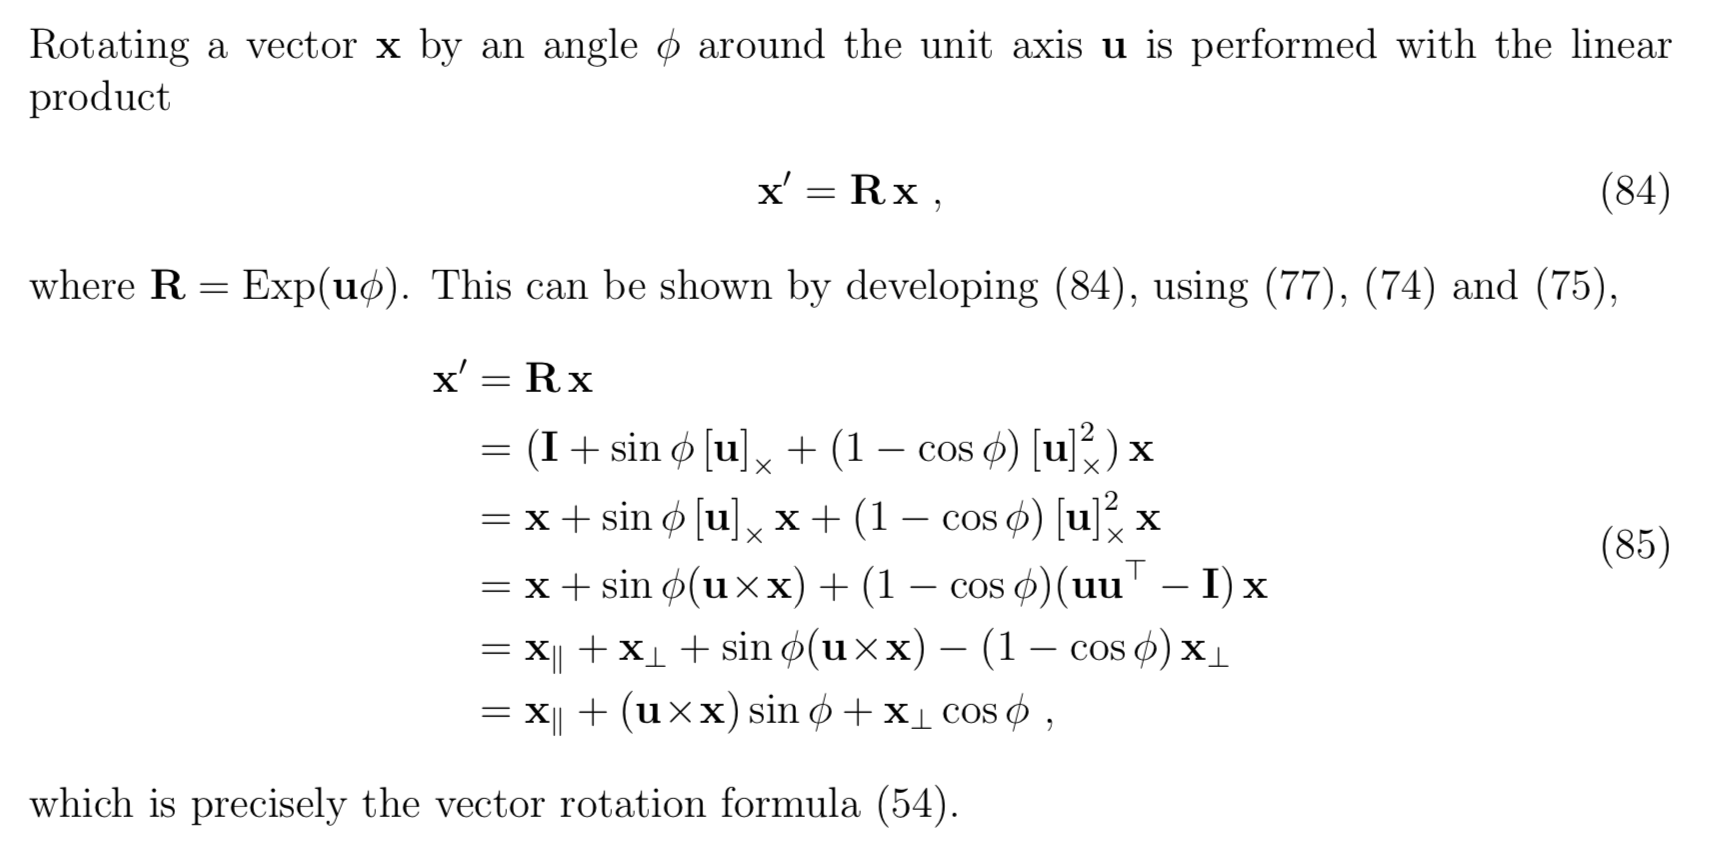 Rotating a vector x by an angle ϕ around the unit axis u is performed with the linear
product
x′ = R x , (84)
where R = Exp(uϕ). This can be shown by developing (84), using (77), (74) and (75),
x′ = R x
= (I + sin ϕ [u]× + (1 − cos ϕ) [u]²×) x
= x + sin ϕ [u]× x + (1 − cos ϕ) [u]²× x
(85)
= x + sin ϕ(u×x) + (1 − cos ϕ)(uu⊤ − I) x
= x∥ + x⊥ + sin ϕ(u×x) − (1 − cos ϕ) x⊥
= x∥ + (u×x) sin ϕ + x⊥ cos ϕ ,
which is precisely the vector rotation formula (54).